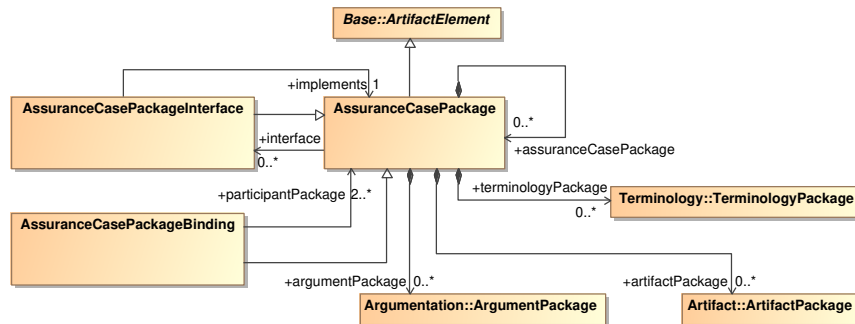 Base::ArtifactElement
+implements 1
AssuranceCasePackageInterface
AssuranceCasePackage
0..*
+interface
+assuranceCasePackage
0..*
+participantPackage 2..*
+terminologyPackage
Terminology::TerminologyPackage
0..*
AssuranceCasePackageBinding
+argumentPackage 0..*
+artifactPackage 0..*
Argumentation::ArgumentPackage
Artifact::ArtifactPackage